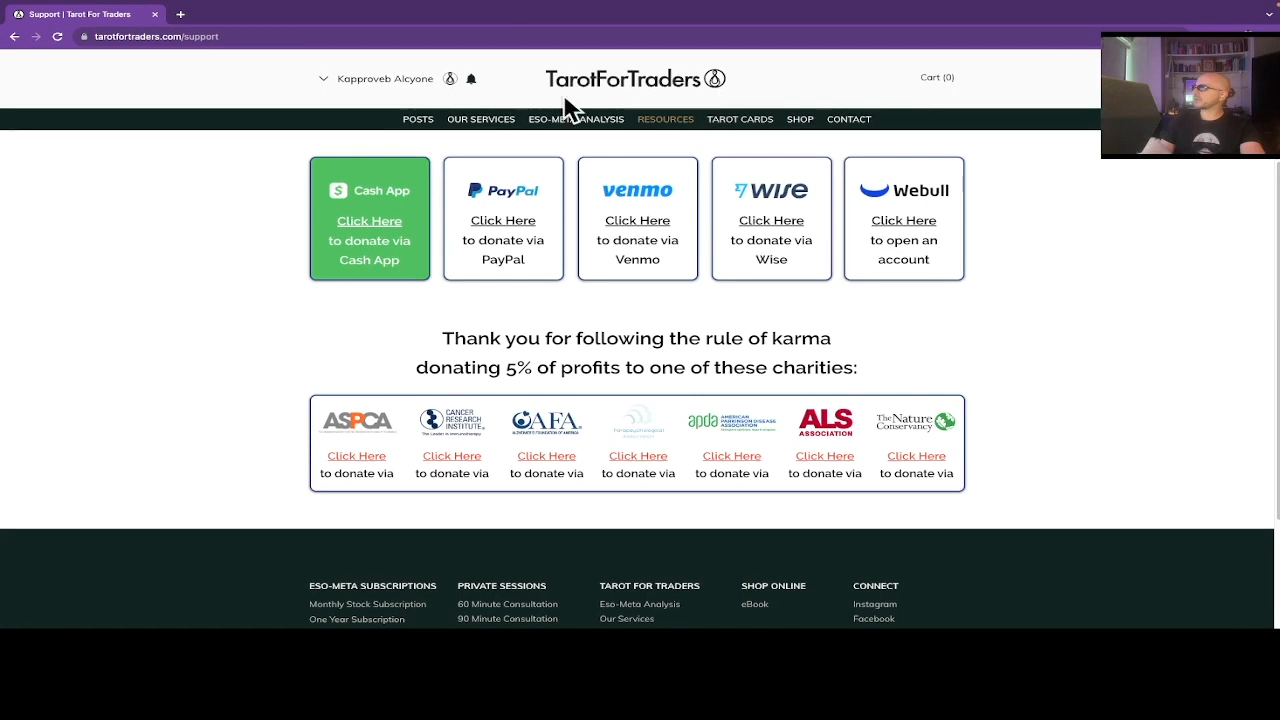 Support | Tarot For Traders
tarotfortraders.com/support
Kapproveb Alcyone
TarotForTraders
Cart (0)
POSTS OUR SERVICES ESO-META ANALYSIS RESOURCES TAROT CARDS SHOP CONTACT
Cash App
Click Here
to donate via
Cash App
PayPal
Click Here
to donate via
PayPal
venmo
Click Here
to donate via
Venmo
WISE
Click Here
to donate via
Wise
Webull
Click Here
to open an
account
Thank you for following the rule of karma
donating 5% of profits to one of these charities:
ASPCA
Click Here
to donate via
CANCER
RESEARCH
INSTITUTE
Click Here
to donate via
AFA
ALZHEIMER'S FOUNDATION OF AMERICA
Click Here
to donate via
Click Here
to donate via
apda AMERICAN
PARKINSON DISEASE
ASSOCIATION
Click Here
to donate via
ALS
ASSOCIATION
Click Here
to donate via
The Nature
Conservancy
Click Here
to donate via
ESO-META SUBSCRIPTIONS
Monthly Stock Subscription
One Year Subscription
PRIVATE SESSIONS
60 Minute Consultation
90 Minute Consultation
TAROT FOR TRADERS
Eso-Meta Analysis
Our Services
SHOP ONLINE
eBook
CONNECT
Instagram
Facebook